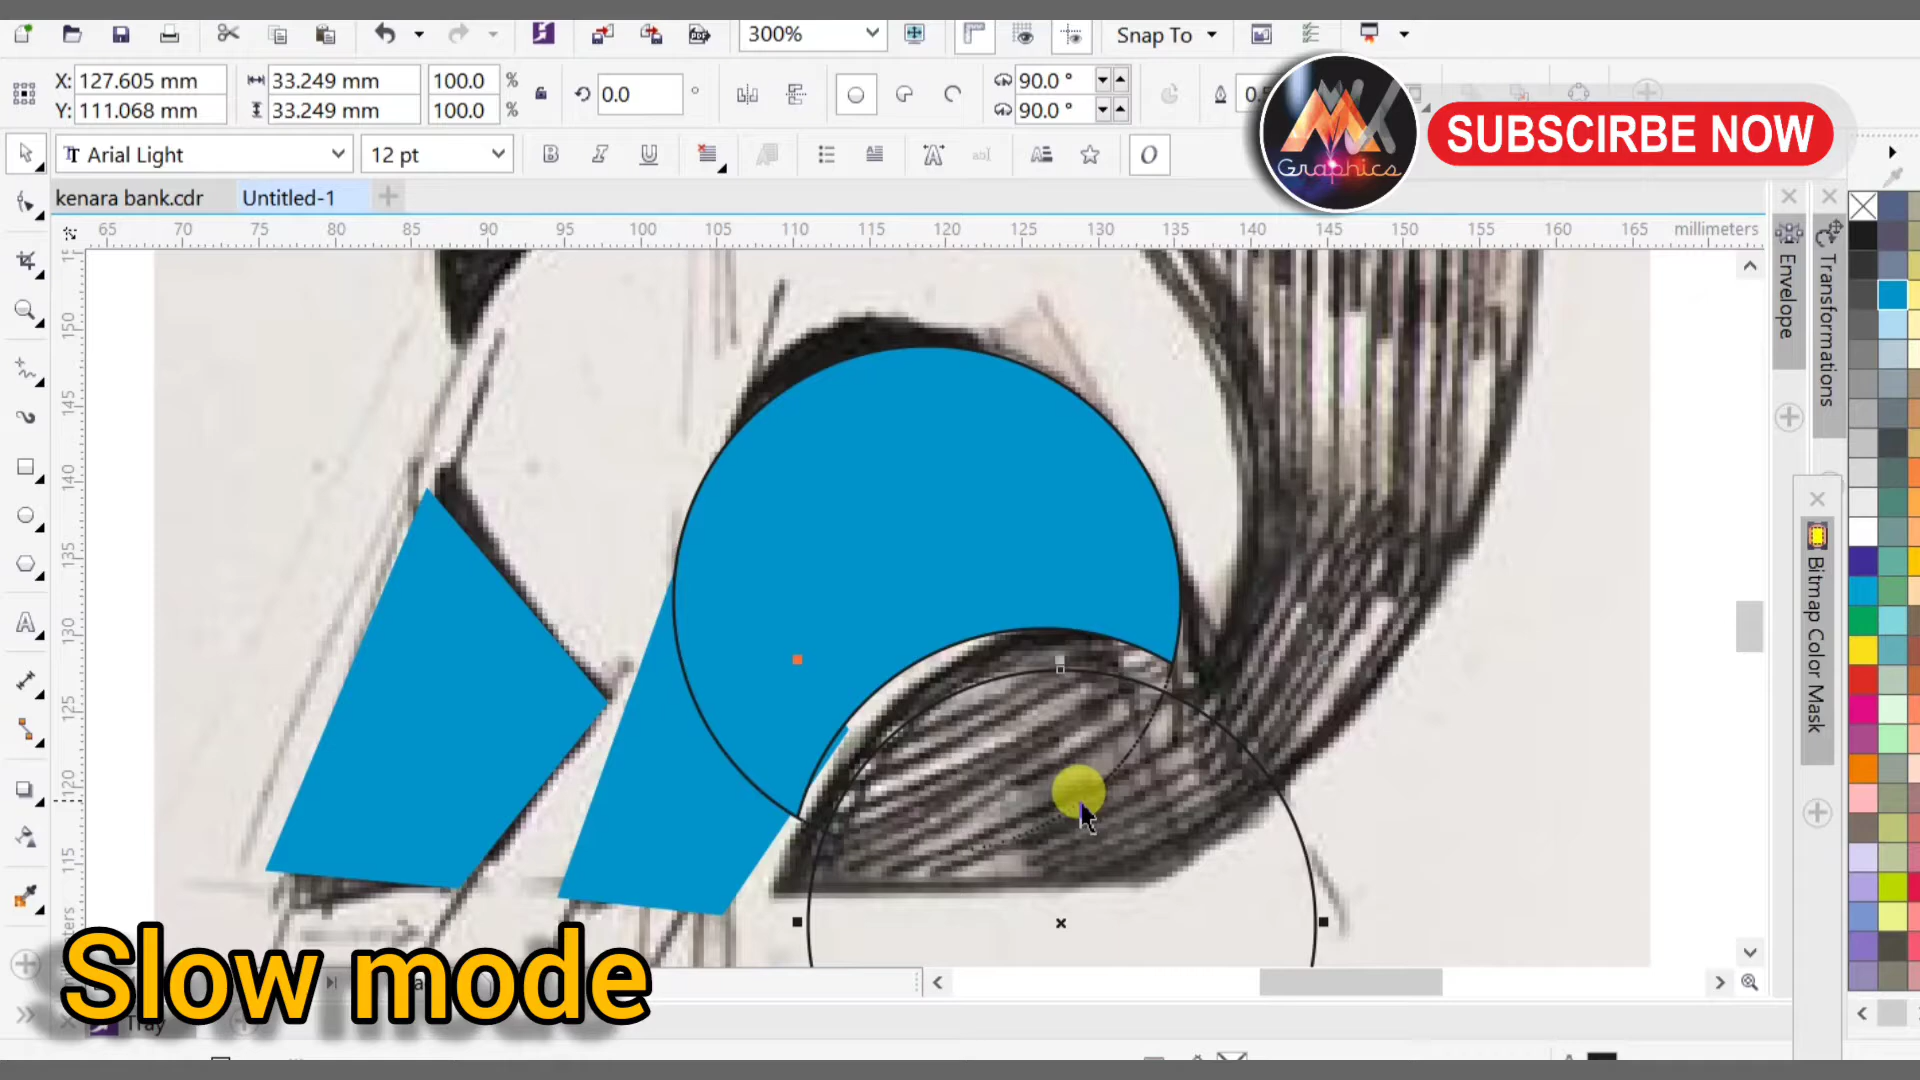 300%
Snap To
X: 127.605 mm
33.249 mm
100.0 %
0.0 °
90.0 °
Y: 111.068 mm
33.249 mm
100.0 %
90.0 °
SUBSCIRBE NOW
MX
Graphics
Arial Light
12 pt
kenara bank.cdr
Untitled-1
65 70 75 80 85 90 95 100 105 110 115 120 125 130 135 140 145 150 155 160 165 millimeters
150
145
140
135
130
125
120
115
Envelope
Transformations
Bitmap Color Mask
Slow mode
Tray